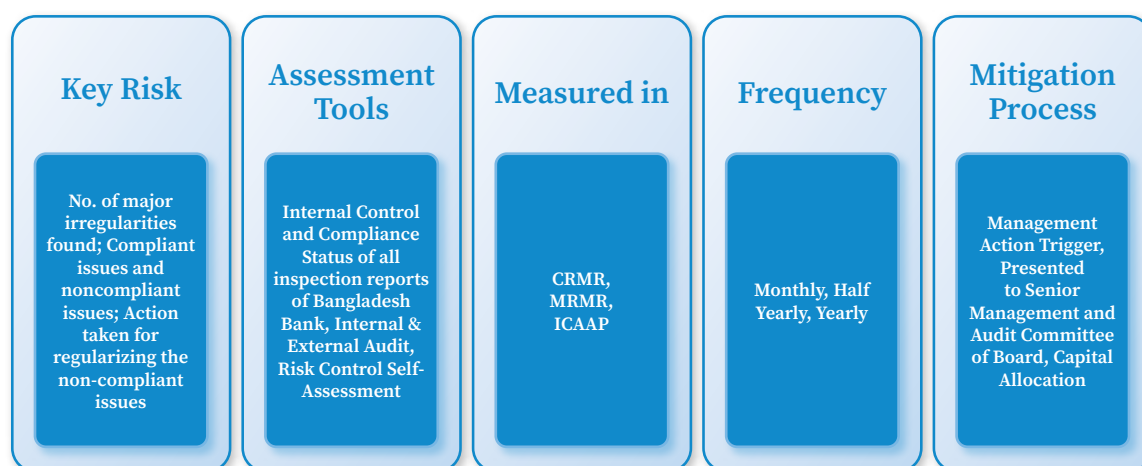 Key Risk
No. of major
irregularities
found; Compliant
issues and
noncompliant
issues; Action
taken for
regularizing the
non-compliant
issues
Assessment
Tools
Internal Control
and Compliance
Status of all
inspection reports
of Bangladesh
Bank, Internal &
External Audit,
Risk Control Self-
Assessment
Measured in
CRMR,
MRMR,
ICAAP
Frequency
Monthly, Half
Yearly, Yearly
Mitigation
Process
Management
Action Trigger,
Presented
to Senior
Management and
Audit Committee
of Board, Capital
Allocation